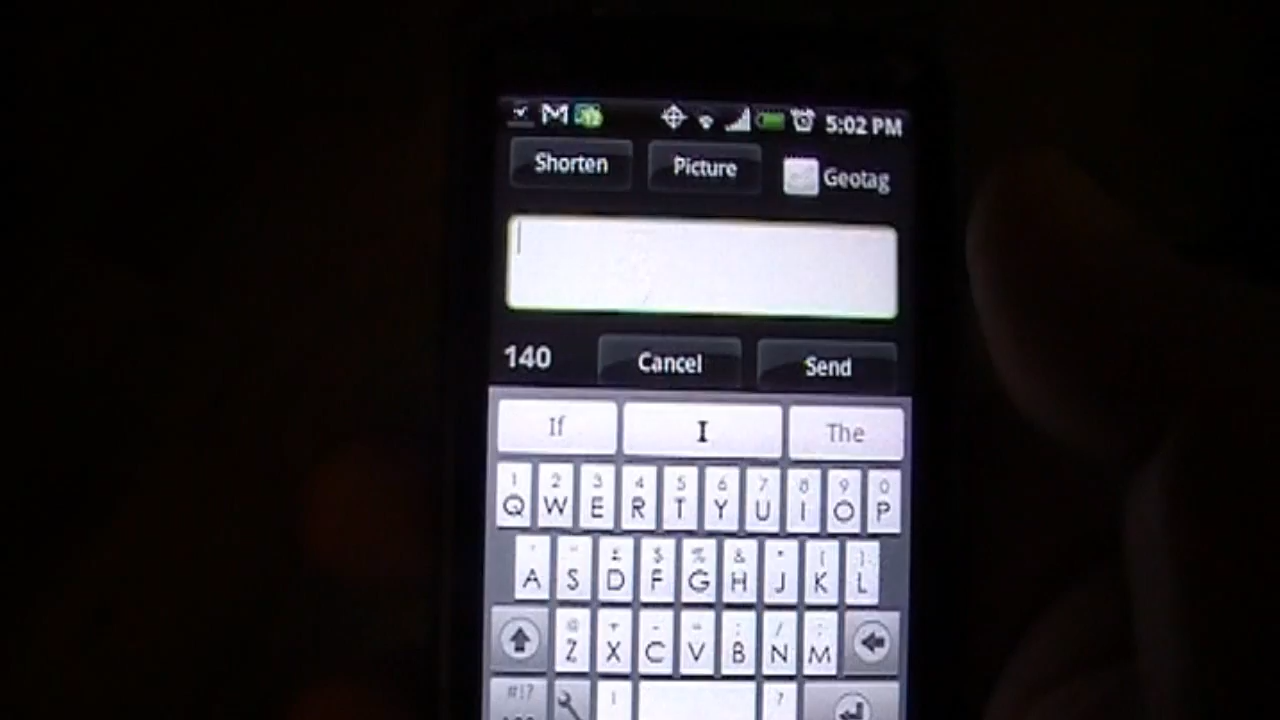 12 5:02 PM
Shorten Picture Geotag
140 Cancel Send
If I The
1 2 3 4 5 6 7 8 9 0
Q W E R T Y U I O P
£ $ % & * ( )
A S D F G H J K L
@ + - = ; / :
Z X C V B N M
#!? ! ?